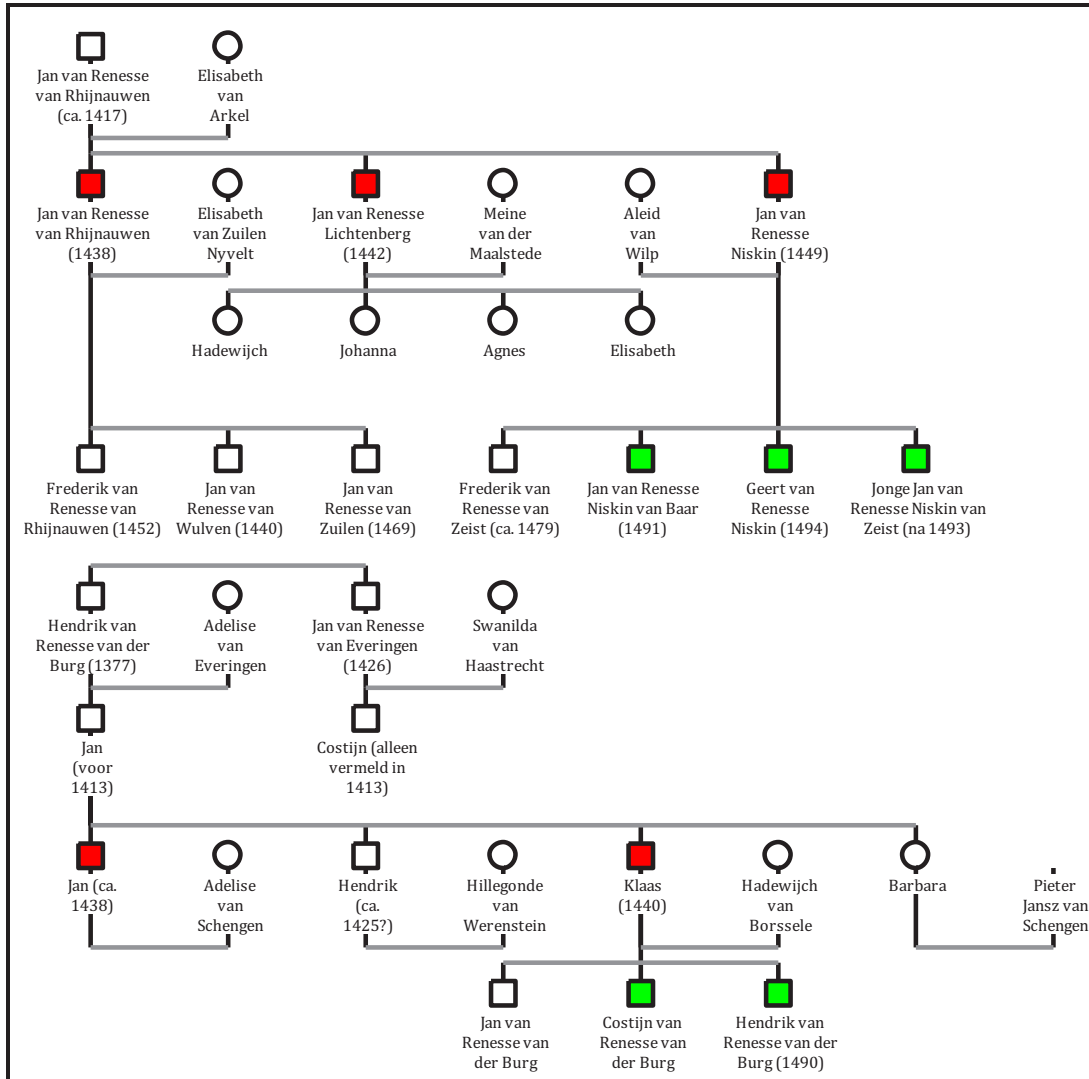 Jan van Renesse
van Rhijnauwen
(ca. 1417)
Elisabeth
van
Arkel
Jan van Renesse
van Rhijnauwen
(1438)
Elisabeth
van Zuilen
Nyvelt
Jan van Renesse
Lichtenberg
(1442)
Meine
van der
Maalstede
Aleid
van
Wilp
Jan van
Renesse
Niskin (1449)
Hadewijch
Johanna
Agnes
Elisabeth
Frederik van
Renesse van
Rhijnauwen (1452)
Jan van
Renesse van
Wulven (1440)
Jan van
Renesse van
Zuilen (1469)
Frederik van
Renesse van
Zeist (ca. 1479)
Jan van Renesse
Niskin van Baar
(1491)
Geert van
Renesse
Niskin (1494)
Jonge Jan van
Renesse Niskin van
Zeist (na 1493)
Hendrik van
Renesse van der
Burg (1377)
Adelise
van
Everingen
Jan van Renesse
van Everingen
(1426)
Swanilda
van
Haastrecht
Jan
(voor
1413)
Costijn (alleen
vermeld in
1413)
Jan (ca.
1438)
Adelise
van
Schengen
Hendrik
(ca.
1425?)
Hillegonde
van
Werenstein
Klaas
(1440)
Hadewijch
van
Borssele
Barbara
Pieter
Jansz van
Schengen
Jan van
Renesse van
der Burg
Costijn van
Renesse van
der Burg
Hendrik van
Renesse van der
Burg (1490)